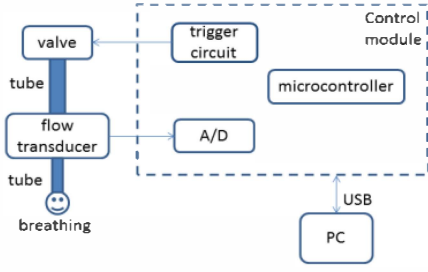 Control
module
valve
trigger
circuit
tube
microcontroller
flow
transducer
A/D
tube
breathing
USB
PC